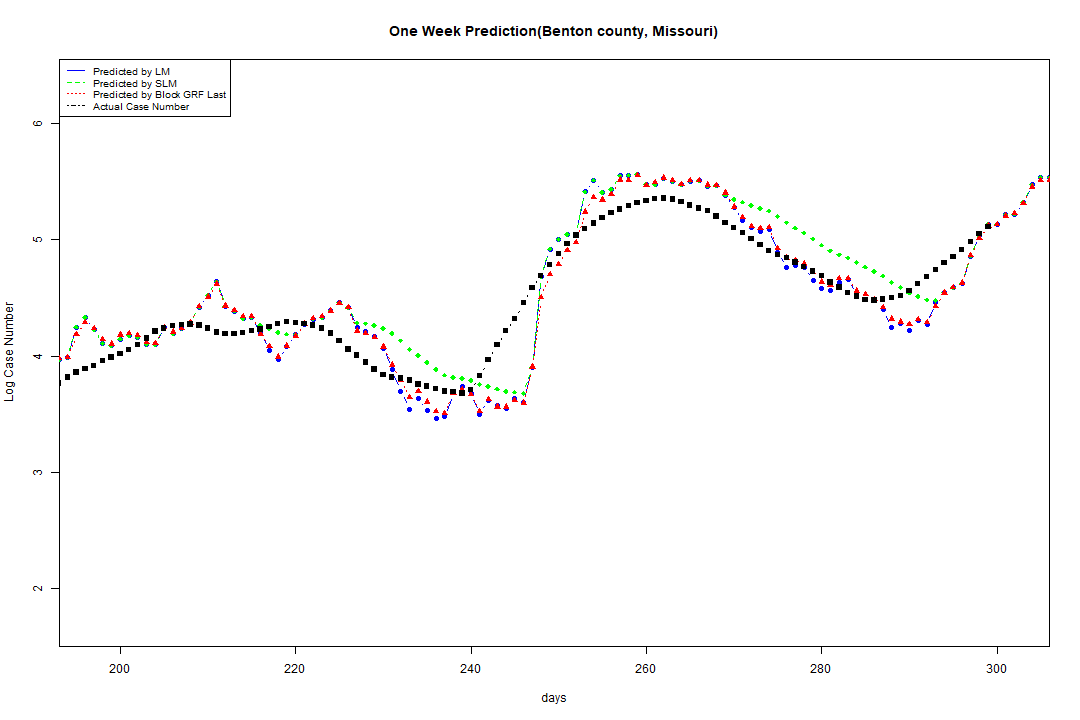 One Week Prediction(Benton county, Missouri)
Predicted by LM
Predicted by SLM
Predicted by Block GRF Last
Actual Case Number
6
5
4
3
2
Log Case Number
200 220 240 260 280 300
days